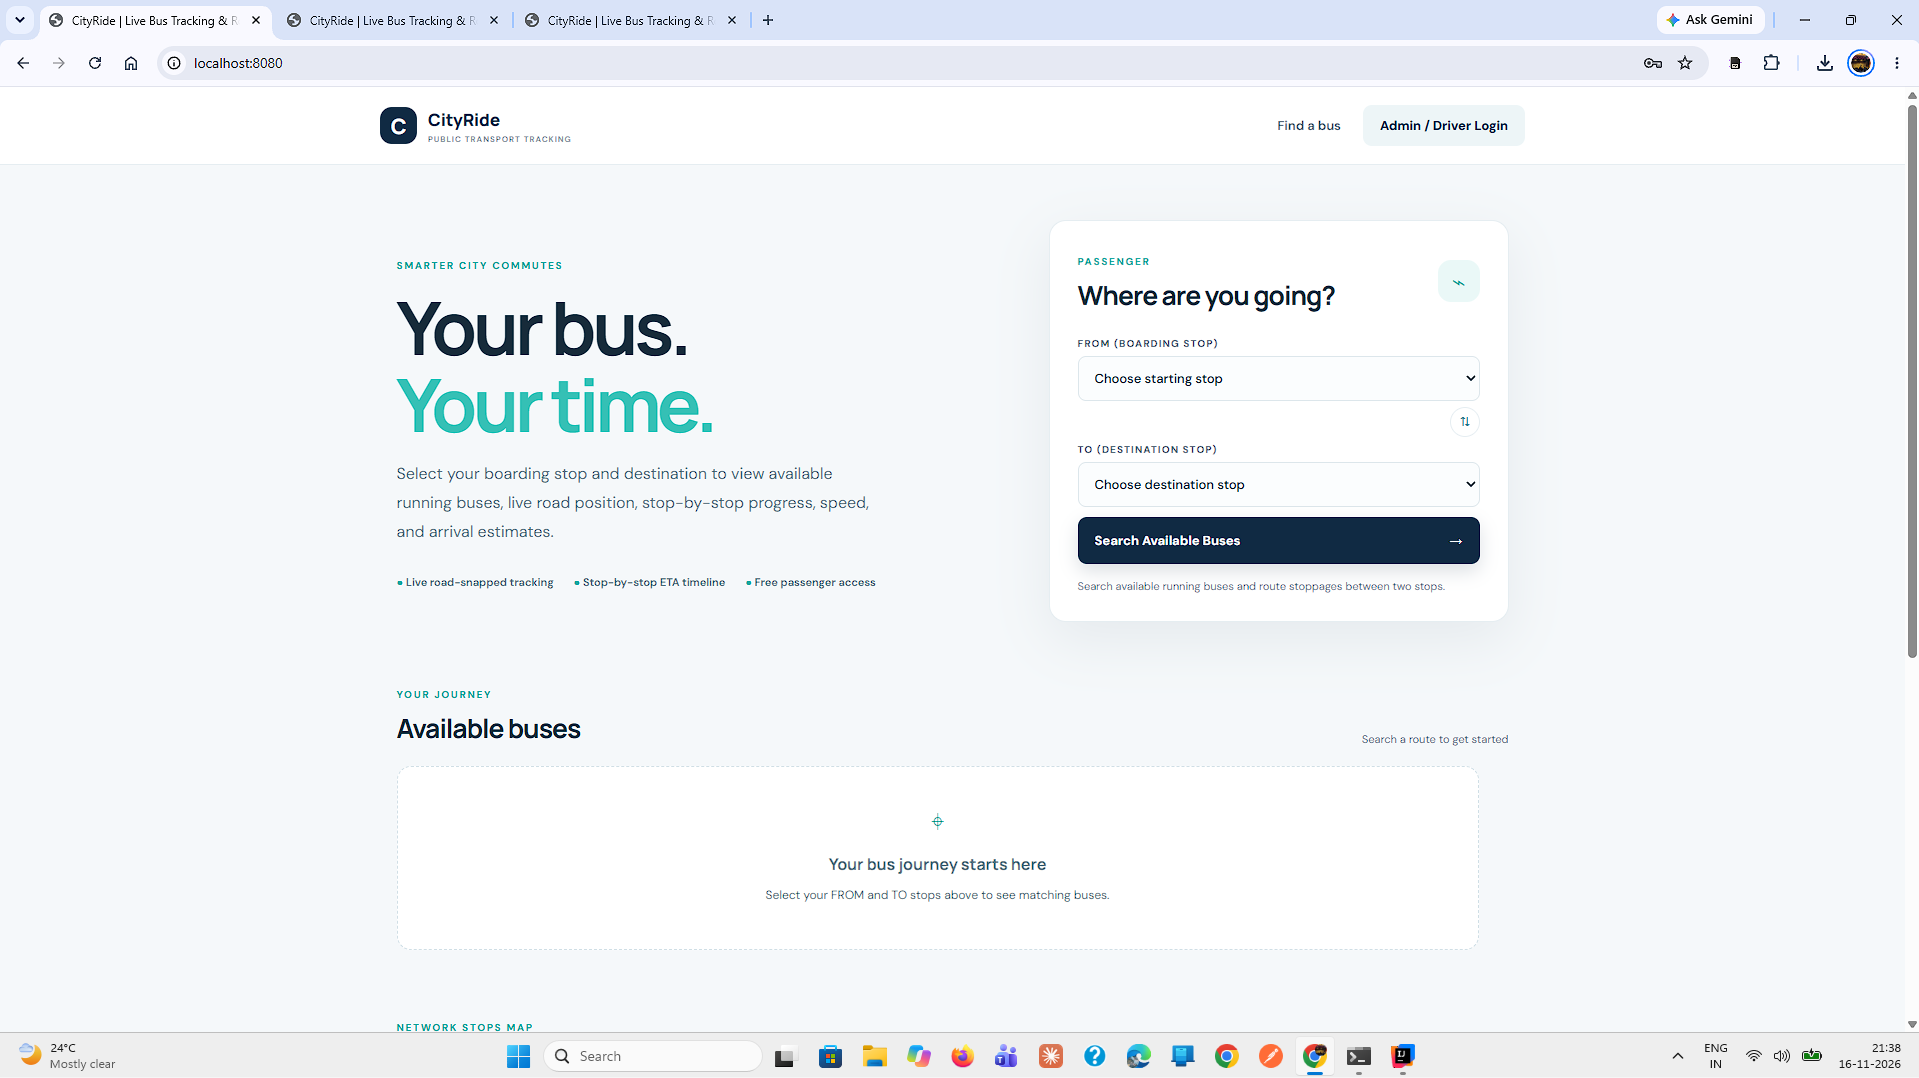 CityRide | Live Bus Tracking & R
CityRide | Live Bus Tracking & R
CityRide | Live Bus Tracking & R
Ask Gemini
localhost:8080
C
CityRide
PUBLIC TRANSPORT TRACKING
Find a bus
Admin / Driver Login
SMARTER CITY COMMUTES
Your bus.
Your time.
Select your boarding stop and destination to view available
running buses, live road position, stop-by-stop progress, speed,
and arrival estimates.
Live road-snapped tracking
Stop-by-stop ETA timeline
Free passenger access
PASSENGER
Where are you going?
FROM (BOARDING STOP)
Choose starting stop
TO (DESTINATION STOP)
Choose destination stop
Search Available Buses →
Search available running buses and route stoppages between two stops.
YOUR JOURNEY
Available buses
Search a route to get started
Your bus journey starts here
Select your FROM and TO stops above to see matching buses.
NETWORK STOPS MAP
24°C
Mostly clear
Search
ENG
IN
21:38
16-11-2026